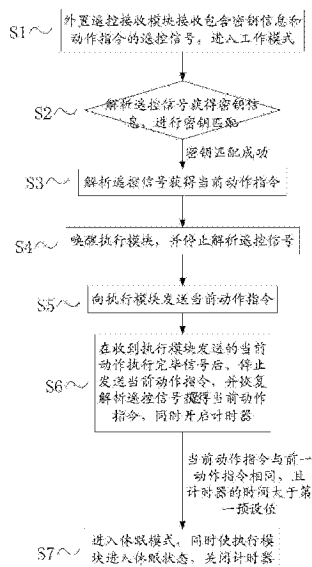 S1
外置遥控接收模块接收包含密钥信息和
动作指令的遥控信号，进入工作模式
S2
解析遥控信号获得密钥信
息，进行密钥匹配
密钥匹配成功
S3
解析遥控信号获得当前动作指令
S4
唤醒执行模块，并停止解析遥控信号
S5
向执行模块发送当前动作指令
S6
在收到执行模块发送的当前
动作执行完毕信号后，停止
发送当前动作指令，并恢复
解析遥控信号获得当前动作
指令，同时开启计时器
当前动作指令与前一
动作指令相同，且
计时器的时间大于第
一预设值
S7
进入休眠模式，同时使执行模
块进入休眠状态，关闭计时器